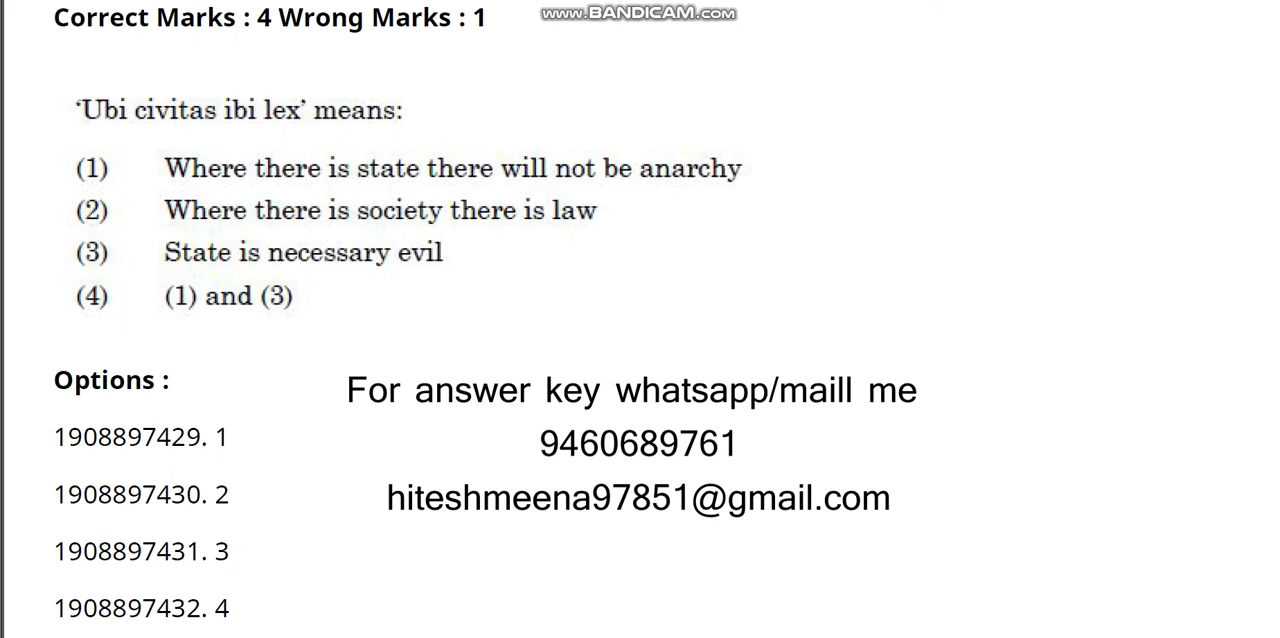 Correct Marks : 4 Wrong Marks : 1
www.BANDICAM.com
‘Ubi civitas ibi lex’ means:
(1) Where there is state there will not be anarchy
(2) Where there is society there is law
(3) State is necessary evil
(4) (1) and (3)
Options :
For answer key whatsapp/maill me
1908897429. 1
9460689761
1908897430. 2
hiteshmeena97851@gmail.com
1908897431. 3
1908897432. 4